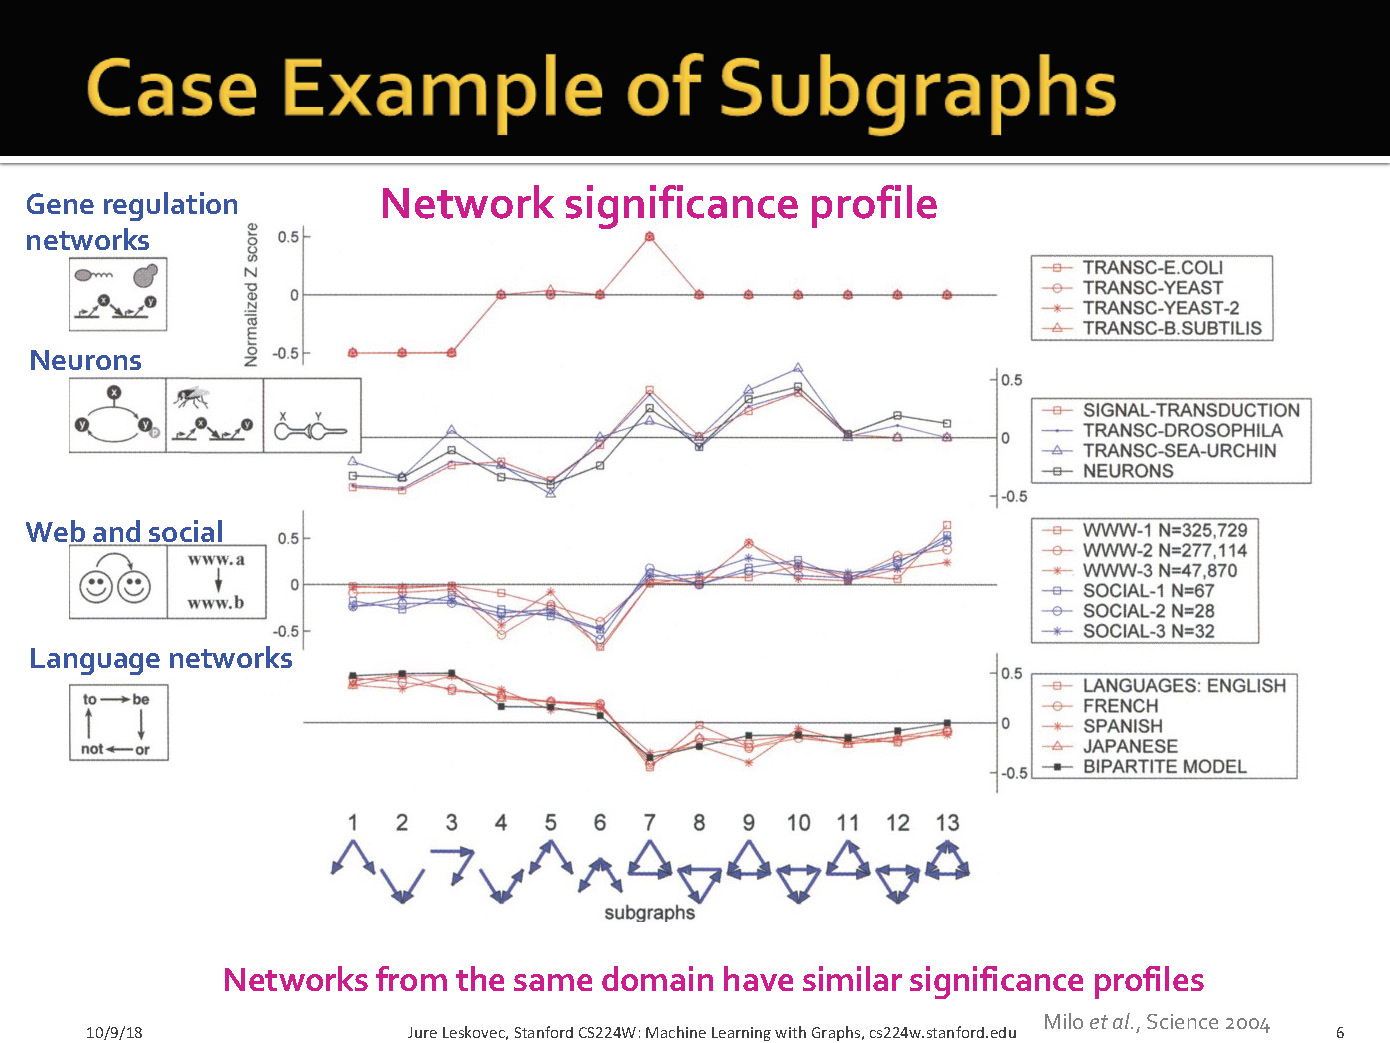 Case Example of Subgraphs
Network significance profile
Gene regulation
networks
x
y
Normalized Z score
0.5
0
-0.5
TRANSC-E.COLI
TRANSC-YEAST
TRANSC-YEAST-2
TRANSC-B.SUBTILIS
Neurons
x
y
y
p
x
y
X Y
0.5
0
-0.5
SIGNAL-TRANSDUCTION
TRANSC-DROSOPHILA
TRANSC-SEA-URCHIN
NEURONS
Web and social
www.a
www.b
0.5
0
-0.5
WWW-1 N=325,729
WWW-2 N=277,114
WWW-3 N=47,870
SOCIAL-1 N=67
SOCIAL-2 N=28
SOCIAL-3 N=32
Language networks
to be
not or
0.5
0
-0.5
LANGUAGES: ENGLISH
FRENCH
SPANISH
JAPANESE
BIPARTITE MODEL
1 2 3 4 5 6 7 8 9 10 11 12 13
subgraphs
Networks from the same domain have similar significance profiles
Milo et al., Science 2004
10/9/18
Jure Leskovec, Stanford CS224W: Machine Learning with Graphs, cs224w.stanford.edu
6